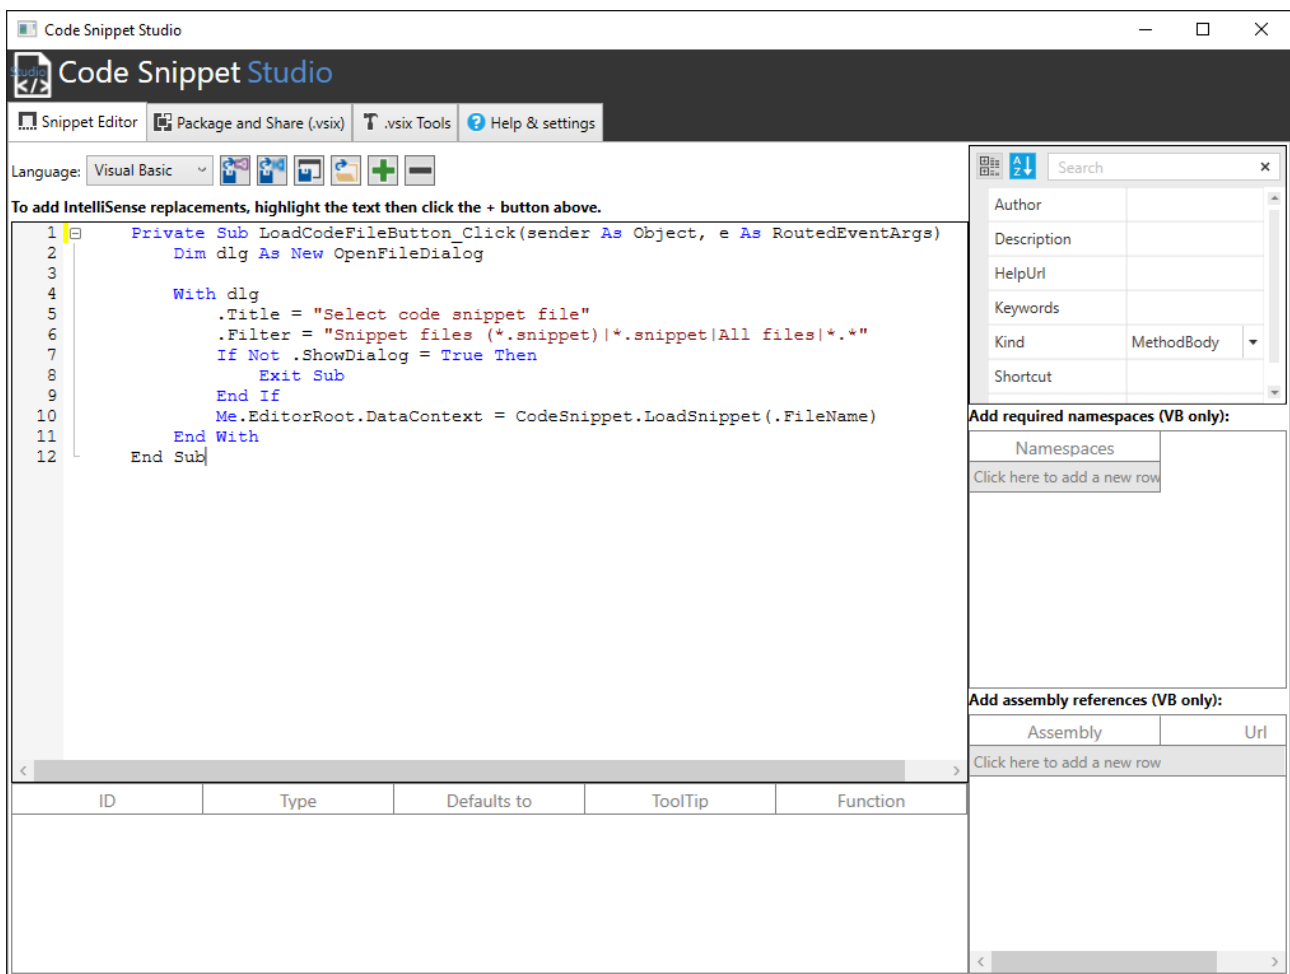 Code Snippet Studio
Studio
</>
Code Snippet Studio
Snippet Editor
Package and Share (.vsix)
.vsix Tools
? Help & settings
Language: Visual Basic
To add IntelliSense replacements, highlight the text then click the + button above.
1 Private Sub LoadCodeFileButton_Click(sender As Object, e As RoutedEventArgs)
2 Dim dlg As New OpenFileDialog
3
4 With dlg
5 .Title = "Select code snippet file"
6 .Filter = "Snippet files (*.snippet)|*.snippet|All files|*.*"
7 If Not .ShowDialog = True Then
8 Exit Sub
9 End If
10 Me.EditorRoot.DataContext = CodeSnippet.LoadSnippet(.FileName)
11 End With
12 End Sub
ID Type Defaults to ToolTip Function
A Z Search
Author
Description
HelpUrl
Keywords
Kind MethodBody
Shortcut
Add required namespaces (VB only):
Namespaces
Click here to add a new row
Add assembly references (VB only):
Assembly Url
Click here to add a new row